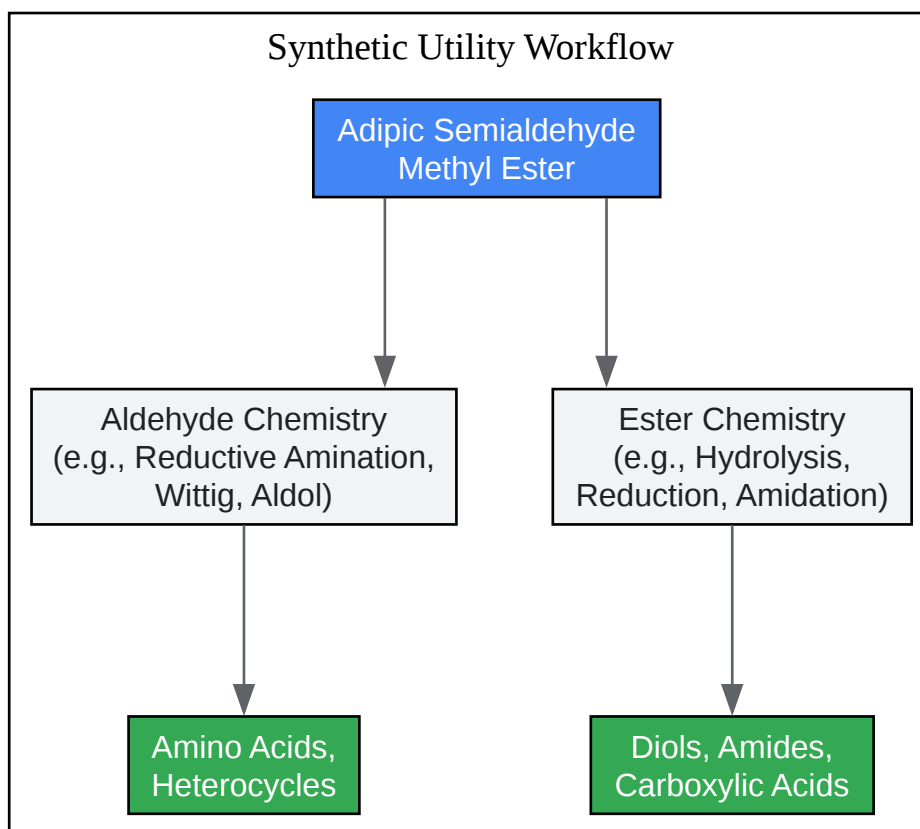 Synthetic Utility Workflow
Adipic Semialdehyde
Methyl Ester
Aldehyde Chemistry
(e.g., Reductive Amination,
Wittig, Aldol)
Ester Chemistry
(e.g., Hydrolysis,
Reduction, Amidation)
Amino Acids,
Heterocycles
Diols, Amides,
Carboxylic Acids